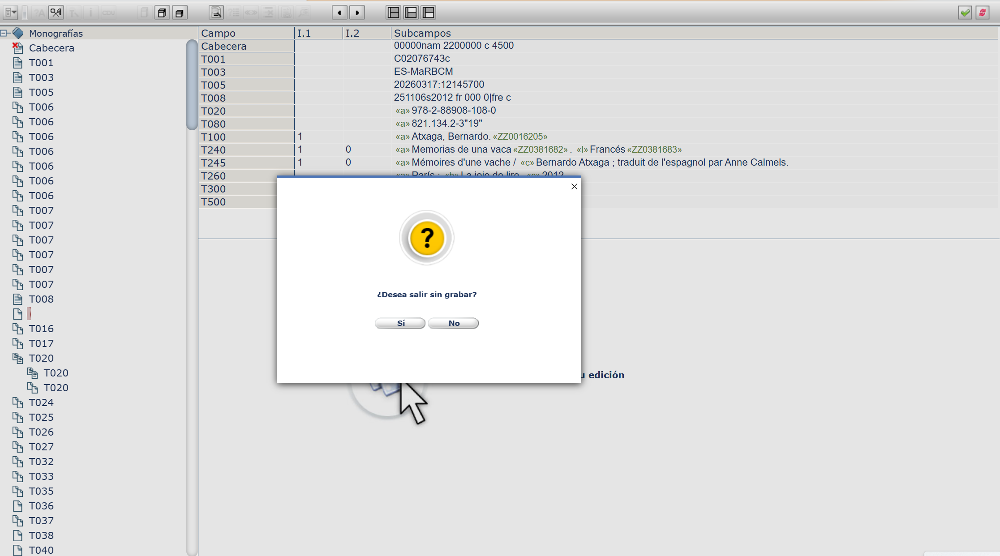 Monografías
Cabecera
T001
T003
T005
T006
T006
T006
T006
T006
T006
T006
T007
T007
T007
T007
T007
T007
T008
T016
T017
T020
T020
T020
T024
T025
T026
T027
T032
T033
T035
T036
T037
T038
T040
Campo I.1 I.2 Subcampos
Cabecera 00000nam 2200000 c 4500
T001 C02076743c
T003 ES-MaRBCM
T005 20260317:12145700
T008 251106s2012 fr 000 0|fre c
T020 «a» 978-2-88908-108-0
T080 «a» 821.134.2-3"19"
T100 1 «a» Atxaga, Bernardo. «ZZ0016205»
T240 1 0 «a» Memorias de una vaca «ZZ0381682» . «l» Francés «ZZ0381683»
T245 1 0 «a» Mémoires d'une vache / «c» Bernardo Atxaga ; traduit de l'espagnol par Anne Calmels.
T260 «a» París : «b» La joie de lire, «c» 2012
T300
T500
?
¿Desea salir sin grabar?
Sí No
edición